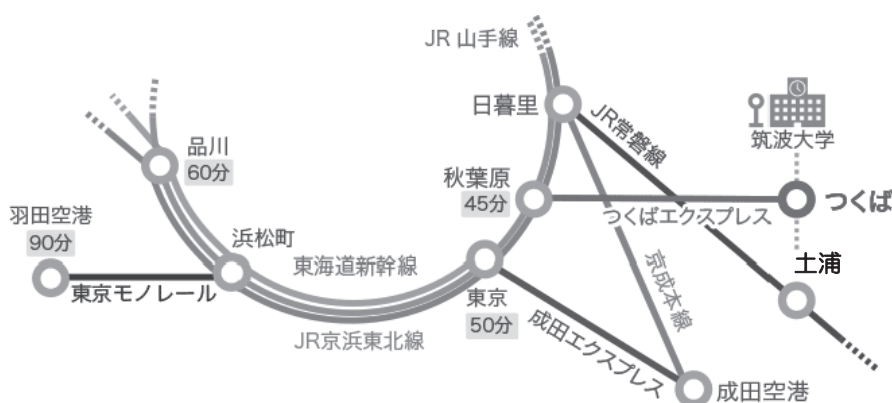 JR 山手線
日暮里
JR常磐線
筑波大学
品川
60分
秋葉原
45分
つくばエクスプレス
つくば
羽田空港
90分
浜松町
東海道新幹線
京成本線
土浦
東京モノレール
東京
50分
JR京浜東北線
成田エクスプレス
成田空港